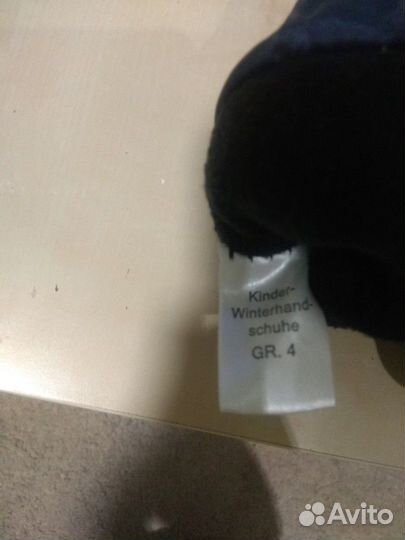 Kinder-
Winterhand-
schuhe
GR. 4
Avito